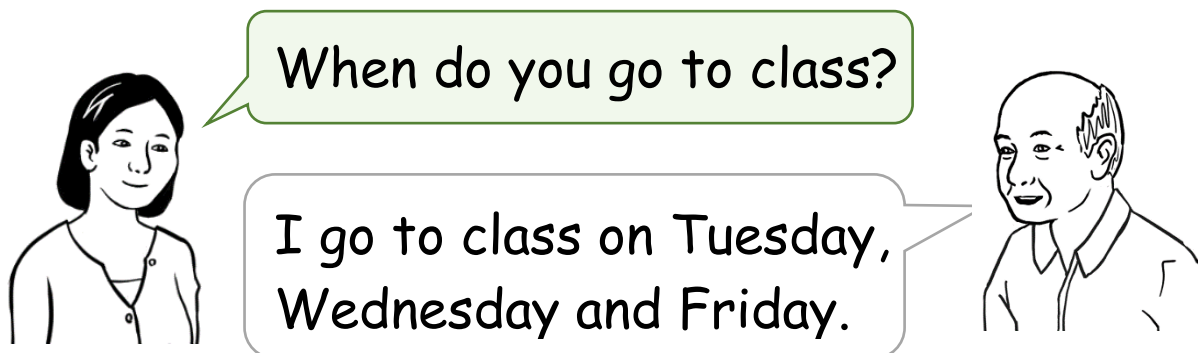 When do you go to class?
I go to class on Tuesday,
Wednesday and Friday.